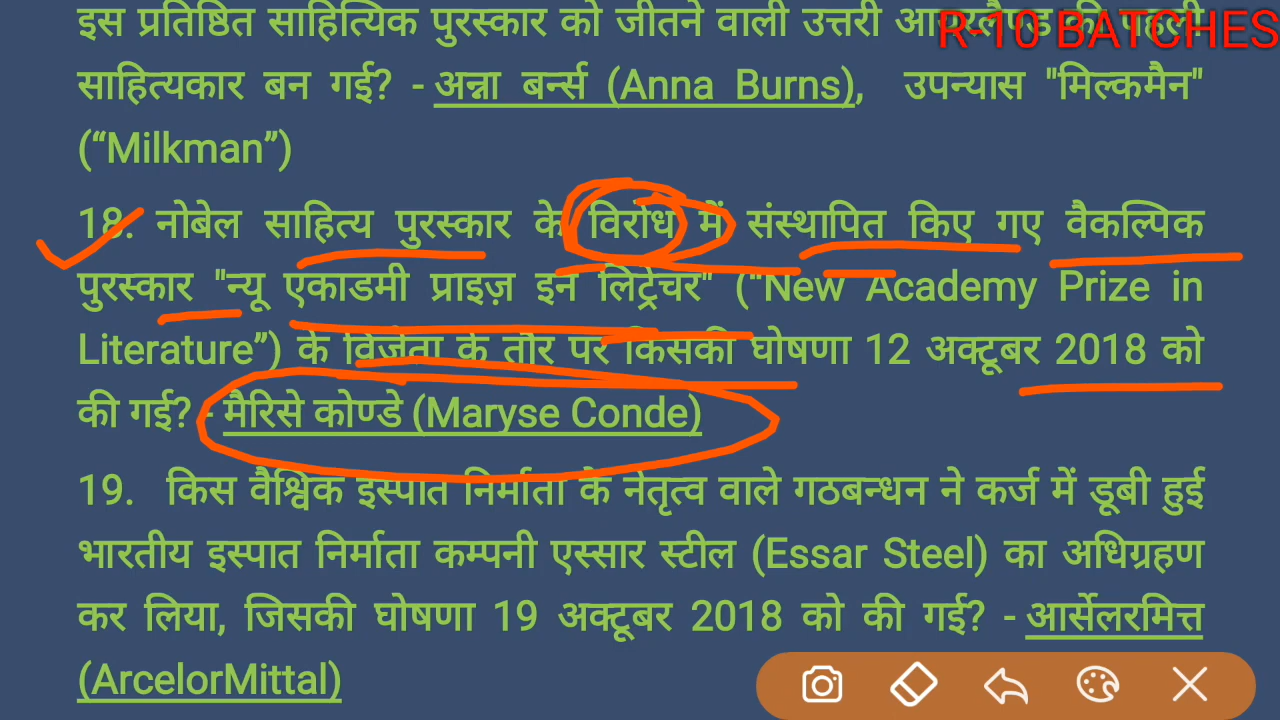 इस प्रतिष्ठित साहित्यिक पुरस्कार को जीतने वाली उत्तरी आयरलैण्ड की पहली
R-10 BATCHES
साहित्यकार बन गई? - अन्ना बर्न्स (Anna Burns), उपन्यास "मिल्कमैन"
(“Milkman”)
18. नोबेल साहित्य पुरस्कार के विरोध में संस्थापित किए गए वैकल्पिक
पुरस्कार "न्यू एकाडमी प्राइज़ इन लिट्रेचर" (“New Academy Prize in
Literature”) के विजेता के तौर पर किसकी घोषणा 12 अक्टूबर 2018 को
की गई? - मैरिसे कोण्डे (Maryse Conde)
19. किस वैश्विक इस्पात निर्माता के नेतृत्व वाले गठबन्धन ने कर्ज में डूबी हुई
भारतीय इस्पात निर्माता कम्पनी एस्सार स्टील (Essar Steel) का अधिग्रहण
कर लिया, जिसकी घोषणा 19 अक्टूबर 2018 को की गई? - आर्सेलरमित्त
(ArcelorMittal)